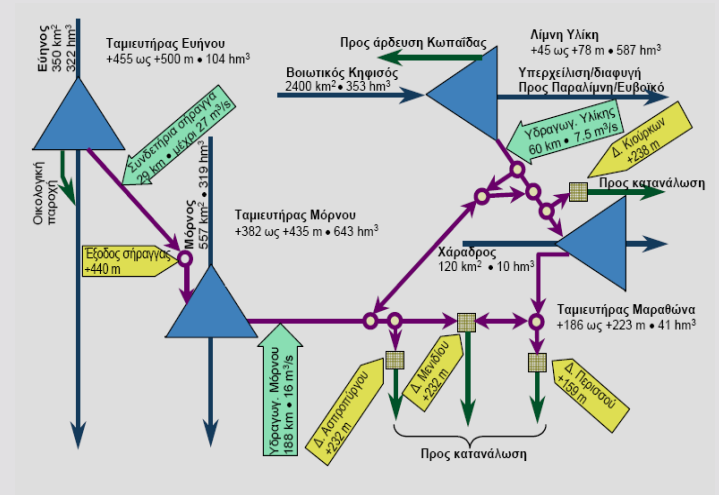 Εύηνος
350 km²
322 hm³
Ταμιευτήρας Ευήνου
+455 ως +500 m • 104 hm³
Συνδετήρια σήραγγα
29 km • μέχρι 27 m³/s
Οικολογική
παροχή
Έξοδος σήραγγας
+440 m
Μόρνος
557 km² • 319 hm³
Ταμιευτήρας Μόρνου
+382 ως +435 m • 643 hm³
Υδραγωγ. Μόρνου
188 km • 16 m³/s
Προς άρδευση Κωπαΐδας
Βοιωτικός Κηφισός
2400 km² • 353 hm³
Λίμνη Υλίκη
+45 ως +78 m • 587 hm³
Υπερχείλιση/διαφυγή
Προς Παραλίμνη/Ευβοϊκό
Υδραγωγ. Υλίκης
60 km • 7.5 m³/s
Δ. Κιούρκων
+238 m
Προς κατανάλωση
Χάραδρος
120 km² • 10 hm³
Ταμιευτήρας Μαραθώνα
+186 ως +223 m • 41 hm³
Δ. Ασπροπύργου
+232 m
Δ. Μενιδίου
+232 m
Δ. Περισσού
+159 m
Προς κατανάλωση